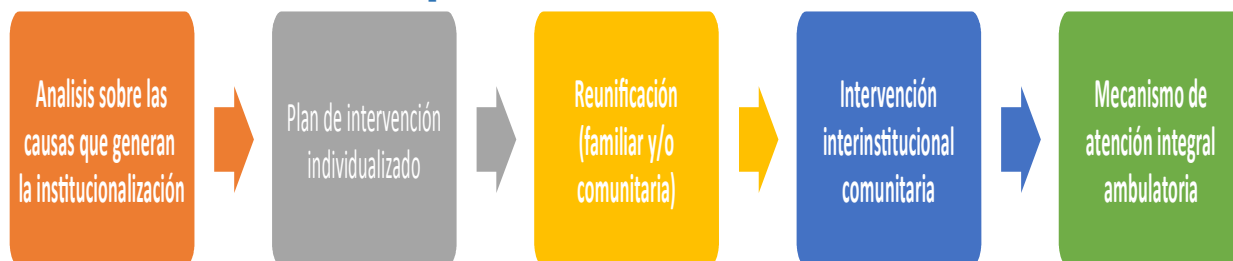 Analisis sobre las
causas que generan
la institucionalización
Plan de intervención
individualizado
Reunificación
(familiar y/o
comunitaria)
Intervención
interinstitucional
comunitaria
Mecanismo de
atención integral
ambulatoria